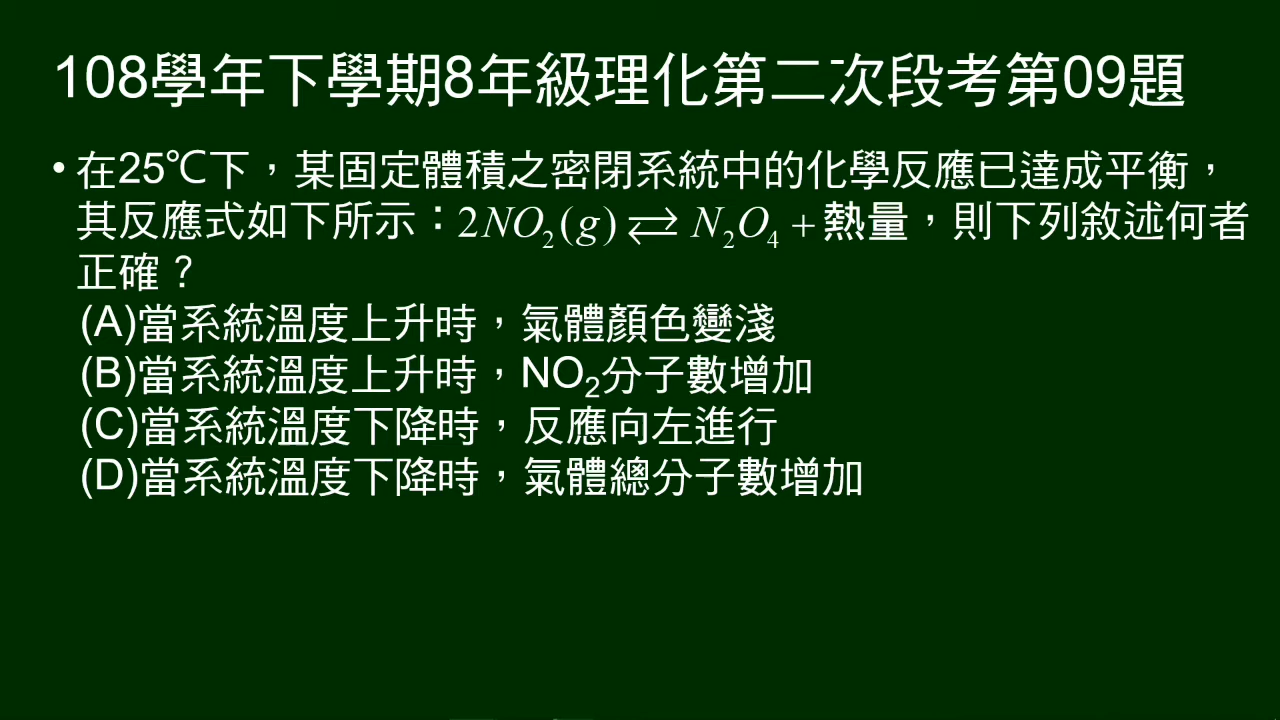 108學年下學期8年級理化第二次段考第09題
• 在25℃下，某固定體積之密閉系統中的化學反應已達成平衡，
其反應式如下所示：2NO₂(g) ⇄ N₂O₄ + 熱量，則下列敘述何者
正確？
(A)當系統溫度上升時，氣體顏色變淺
(B)當系統溫度上升時，NO₂分子數增加
(C)當系統溫度下降時，反應向左進行
(D)當系統溫度下降時，氣體總分子數增加